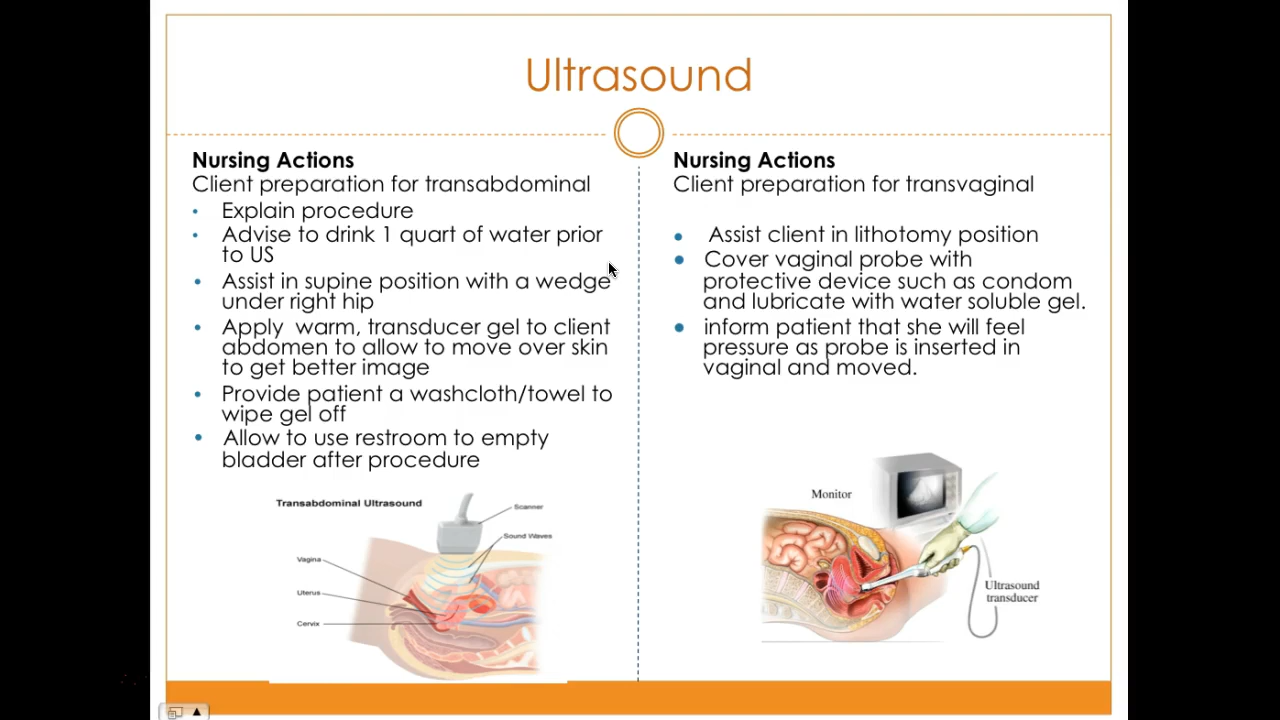 Ultrasound
Nursing Actions
Client preparation for transabdominal
• Explain procedure
• Advise to drink 1 quart of water prior
to US
• Assist in supine position with a wedge
under right hip
• Apply warm, transducer gel to client
abdomen to allow to move over skin
to get better image
• Provide patient a washcloth/towel to
wipe gel off
• Allow to use restroom to empty
bladder after procedure
Transabdominal Ultrasound
Scanner
Sound Waves
Vagina
Uterus
Cervix
Nursing Actions
Client preparation for transvaginal
• Assist client in lithotomy position
• Cover vaginal probe with
protective device such as condom
and lubricate with water soluble gel.
• inform patient that she will feel
pressure as probe is inserted in
vaginal and moved.
Monitor
Ultrasound
transducer